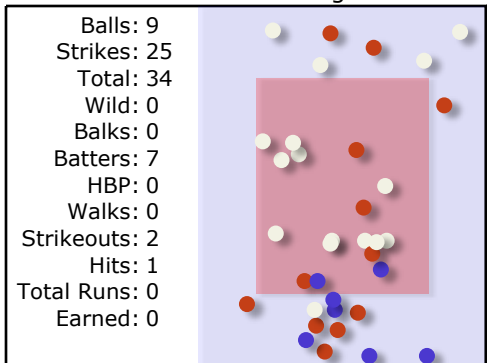 Balls: 9
Strikes: 25
Total: 34
Wild: 0
Balks: 0
Batters: 7
HBP: 0
Walks: 0
Strikeouts: 2
Hits: 1
Total Runs: 0
Earned: 0